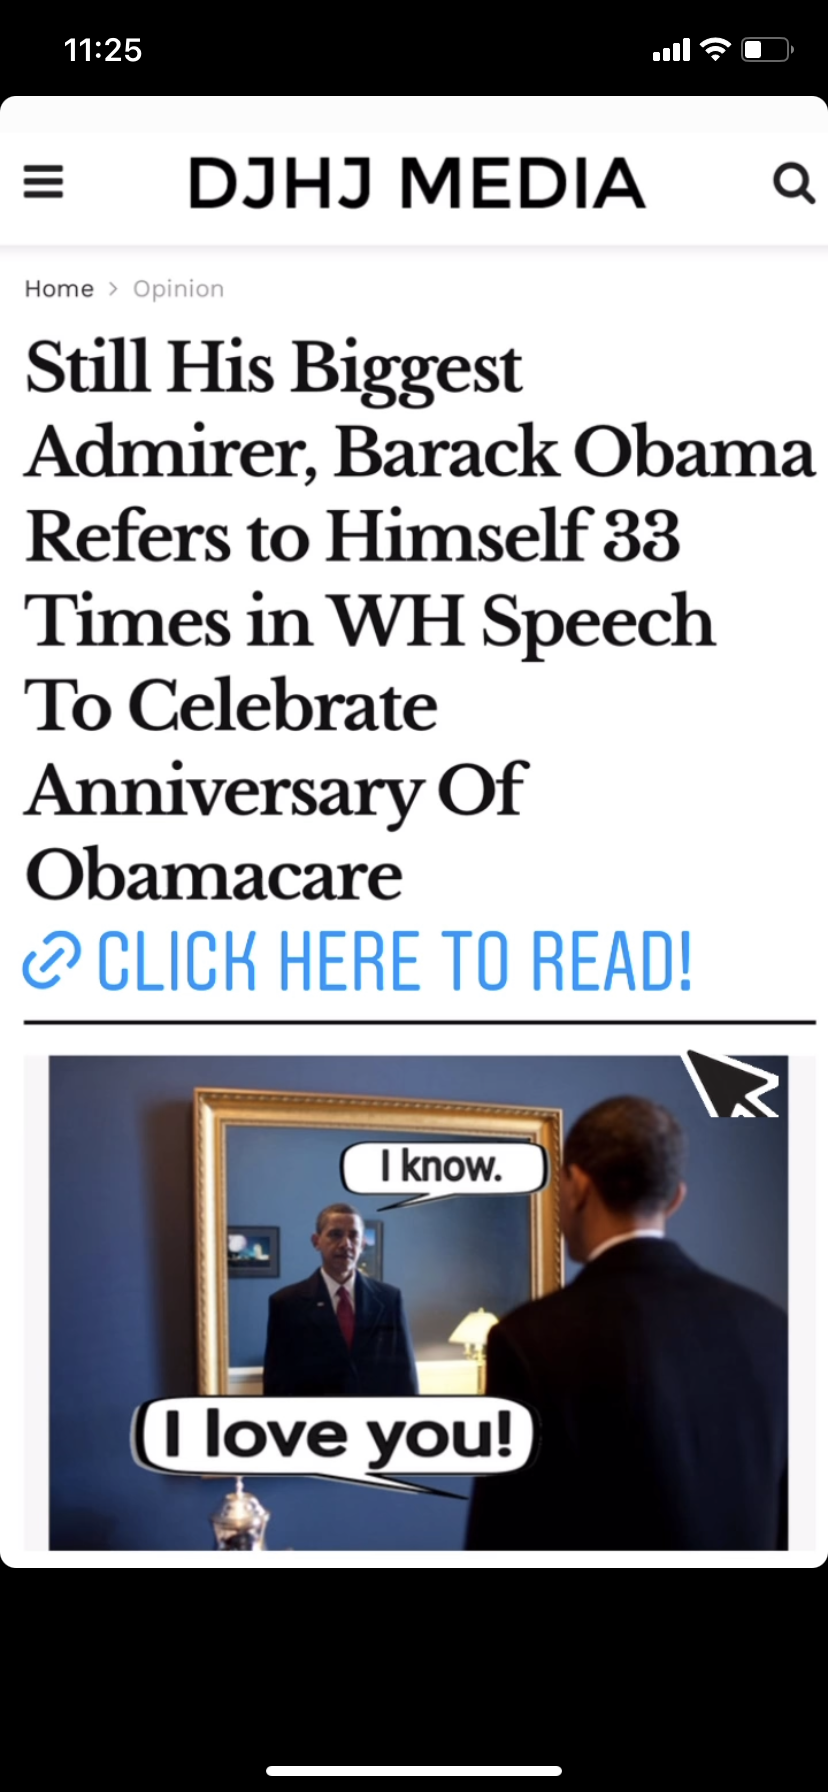 11:25
DJHJ MEDIA
Home > Opinion
Still His Biggest
Admirer, Barack Obama
Refers to Himself 33
Times in WH Speech
To Celebrate
Anniversary Of
Obamacare
CLICK HERE TO READ!
I know.
I love you!